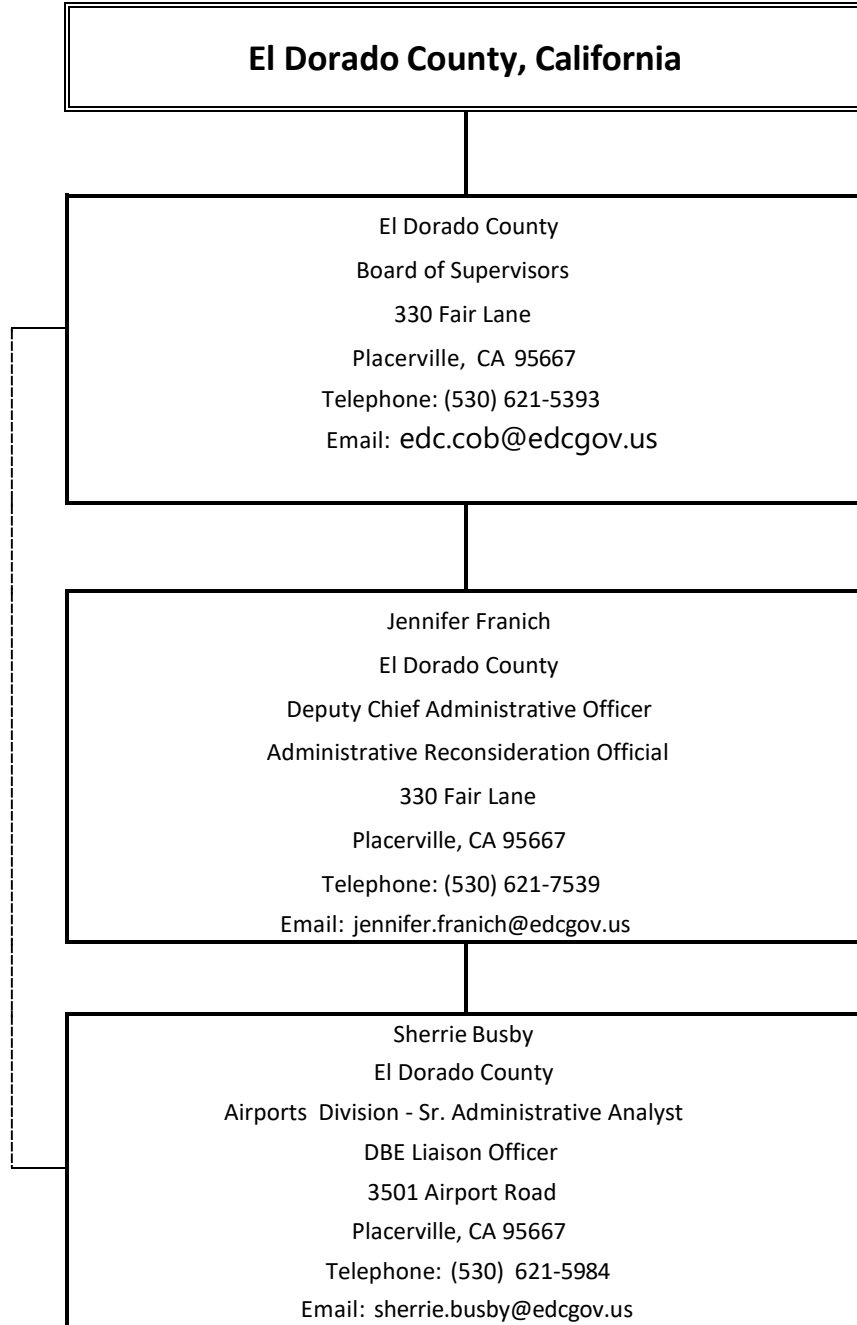 El Dorado County, California
El Dorado County
Board of Supervisors
330 Fair Lane
Placerville, CA 95667
Telephone: (530) 621-5393
Email: edc.cob@edcgov.us
Jennifer Franich
El Dorado County
Deputy Chief Administrative Officer
Administrative Reconsideration Official
330 Fair Lane
Placerville, CA 95667
Telephone: (530) 621-7539
Email: jennifer.franich@edcgov.us
Sherrie Busby
El Dorado County
Airports Division - Sr. Administrative Analyst
DBE Liaison Officer
3501 Airport Road
Placerville, CA 95667
Telephone: (530) 621-5984
Email: sherrie.busby@edcgov.us